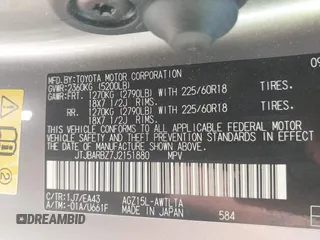 09
MFD.BY:TOYOTA MOTOR CORPORATION
GVWR:2360KG (5200LB)
GAWR:FRT. 1270KG (2790LB) WITH 225/60R18 TIRES.
18X7 1/2J RIMS.
RR. 1270KG (2790LB) WITH 225/60R18 TIRES.
18X7 1/2J RIMS.
THIS VEHICLE CONFORMS TO ALL APPLICABLE FEDERAL MOTOR
VEHICLE SAFETY AND THEFT PREVENTION STANDARDS IN
EFFECT ON THE DATE OF MANUFACTURE SHOWN ABOVE.
JTJBARBZ7J2151880 MPV
C/TR:1J7/EA43 AGZ15L-AWTL1A
A/TM:-01A/U661F MADE IN JAPAN 584
DREAMBID